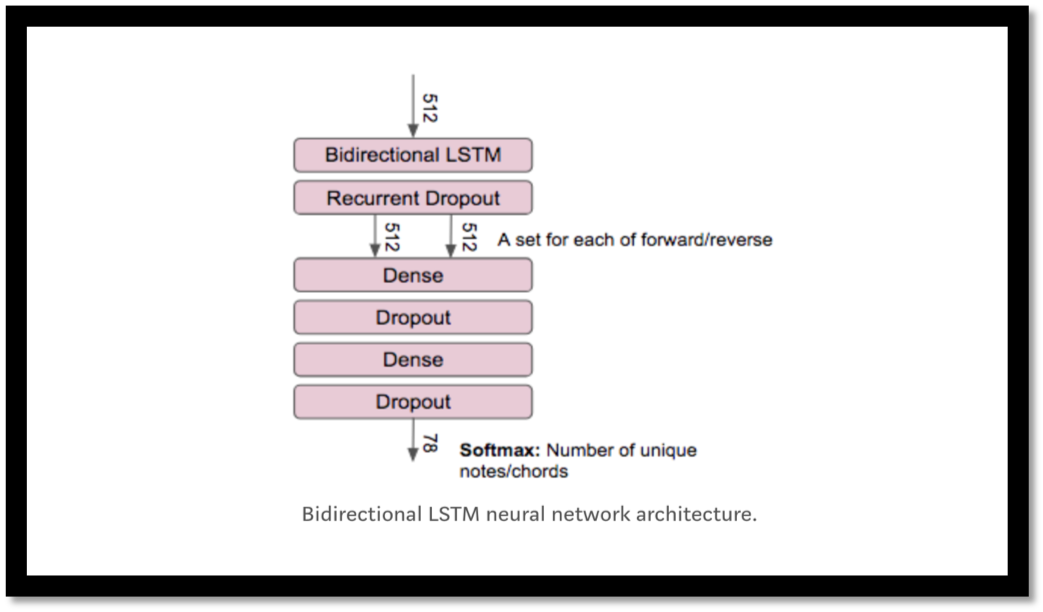 512
Bidirectional LSTM
Recurrent Dropout
512 512 A set for each of forward/reverse
Dense
Dropout
Dense
Dropout
78 Softmax: Number of unique
notes/chords
Bidirectional LSTM neural network architecture.